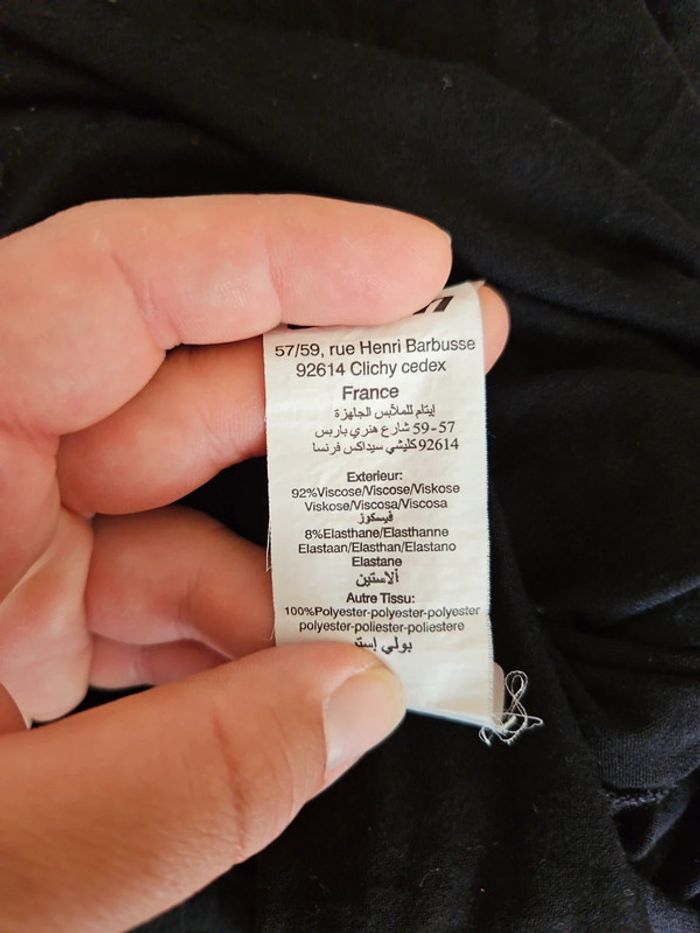 57/59, rue Henri Barbusse
92614 Clichy cedex
France
إيتام للملابس الجاهزة
57-59 شارع هنري باربس
92614 كليشي سيداكس فرنسا
Exterieur:
92%Viscose/Viscose/Viskose
Viskose/Viscosa/Viscosa
فيسكوز
8%Elasthane/Elasthanne
Elastaan/Elasthan/Elastano
Elastane
ألاستين
Autre Tissu:
100%Polyester-polyester-polyester
polyester-poliester-poliestere
بولي